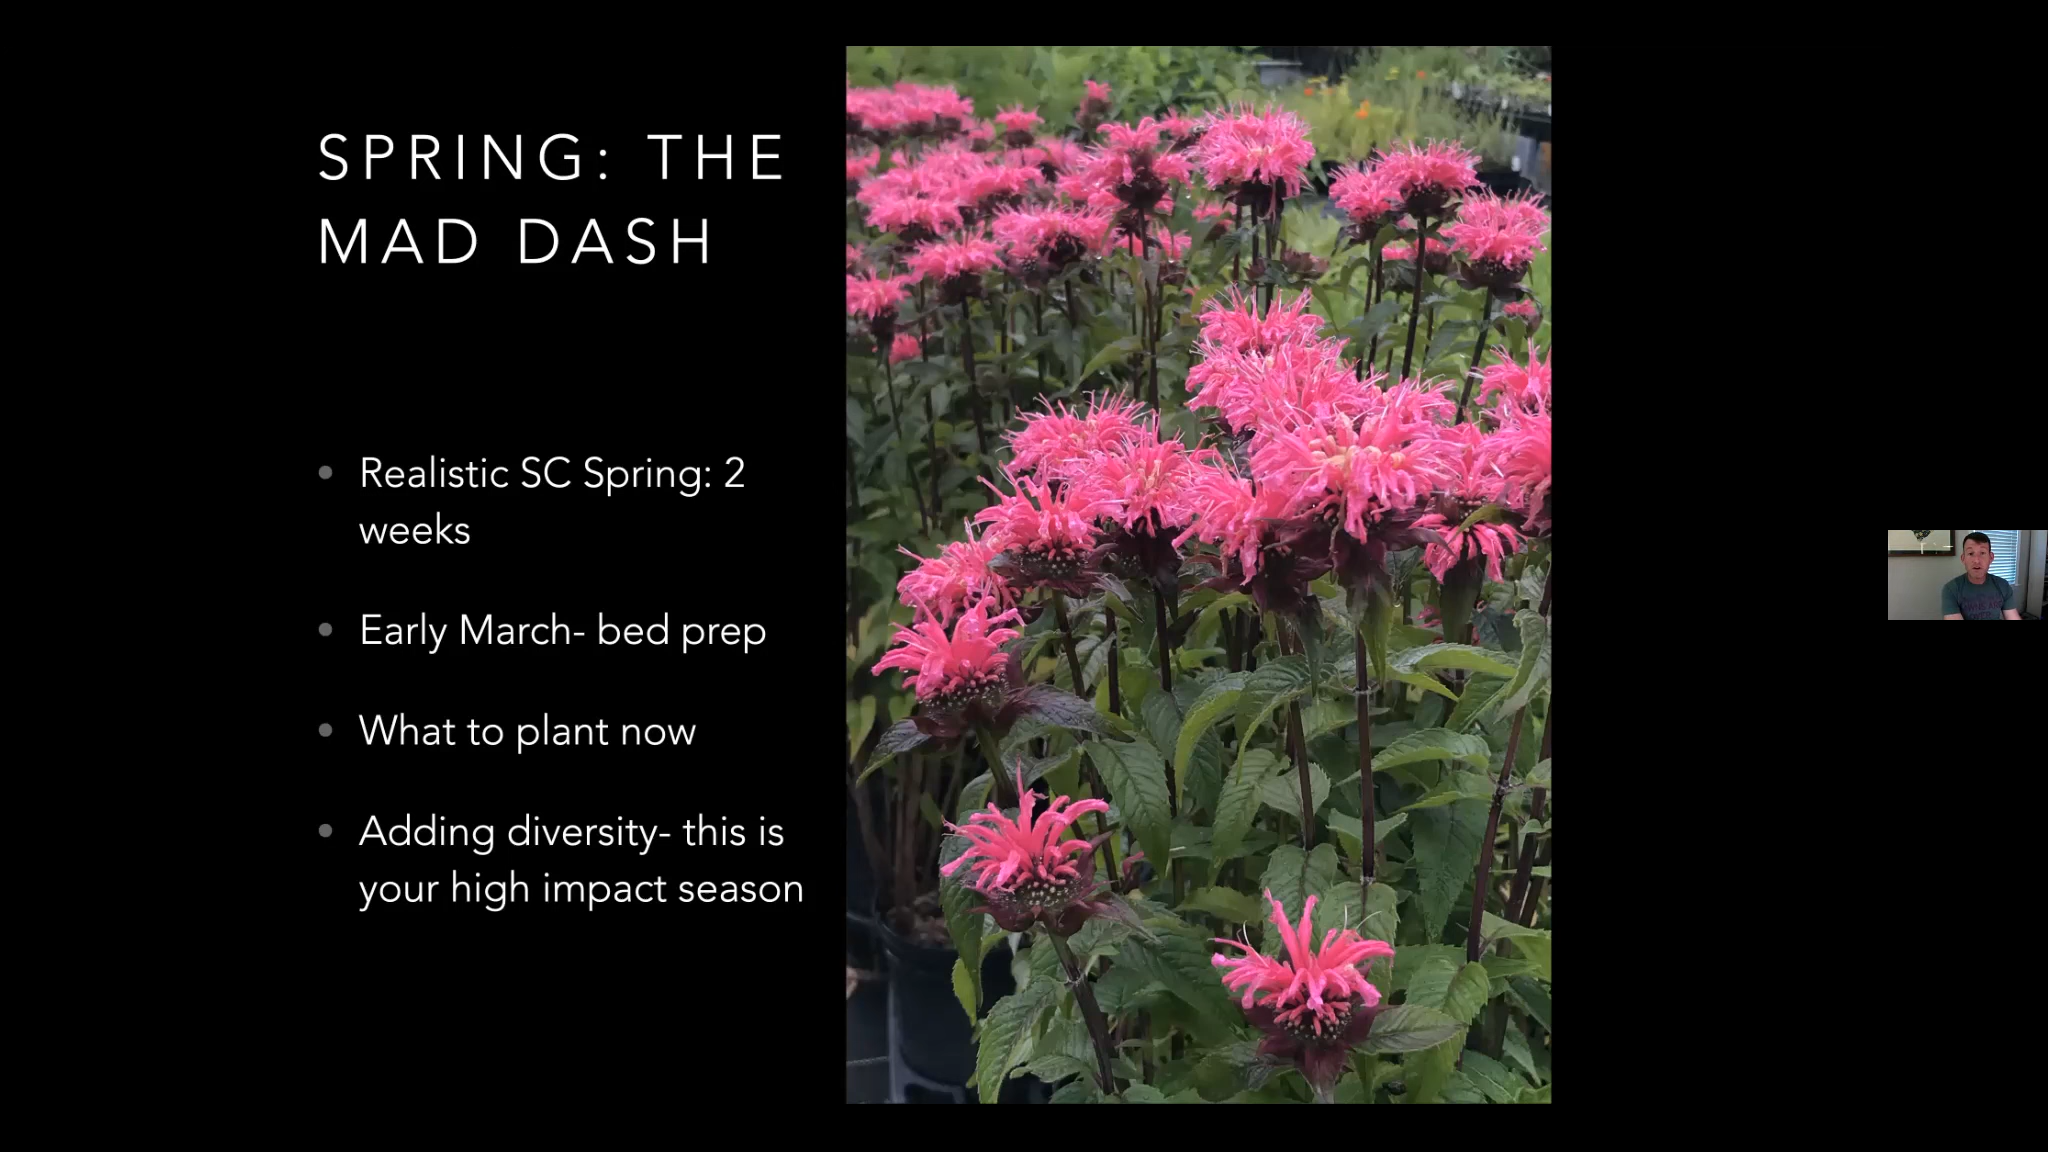 SPRING: THE
MAD DASH
Realistic SC Spring: 2
weeks
Early March- bed prep
What to plant now
Adding diversity- this is
your high impact season